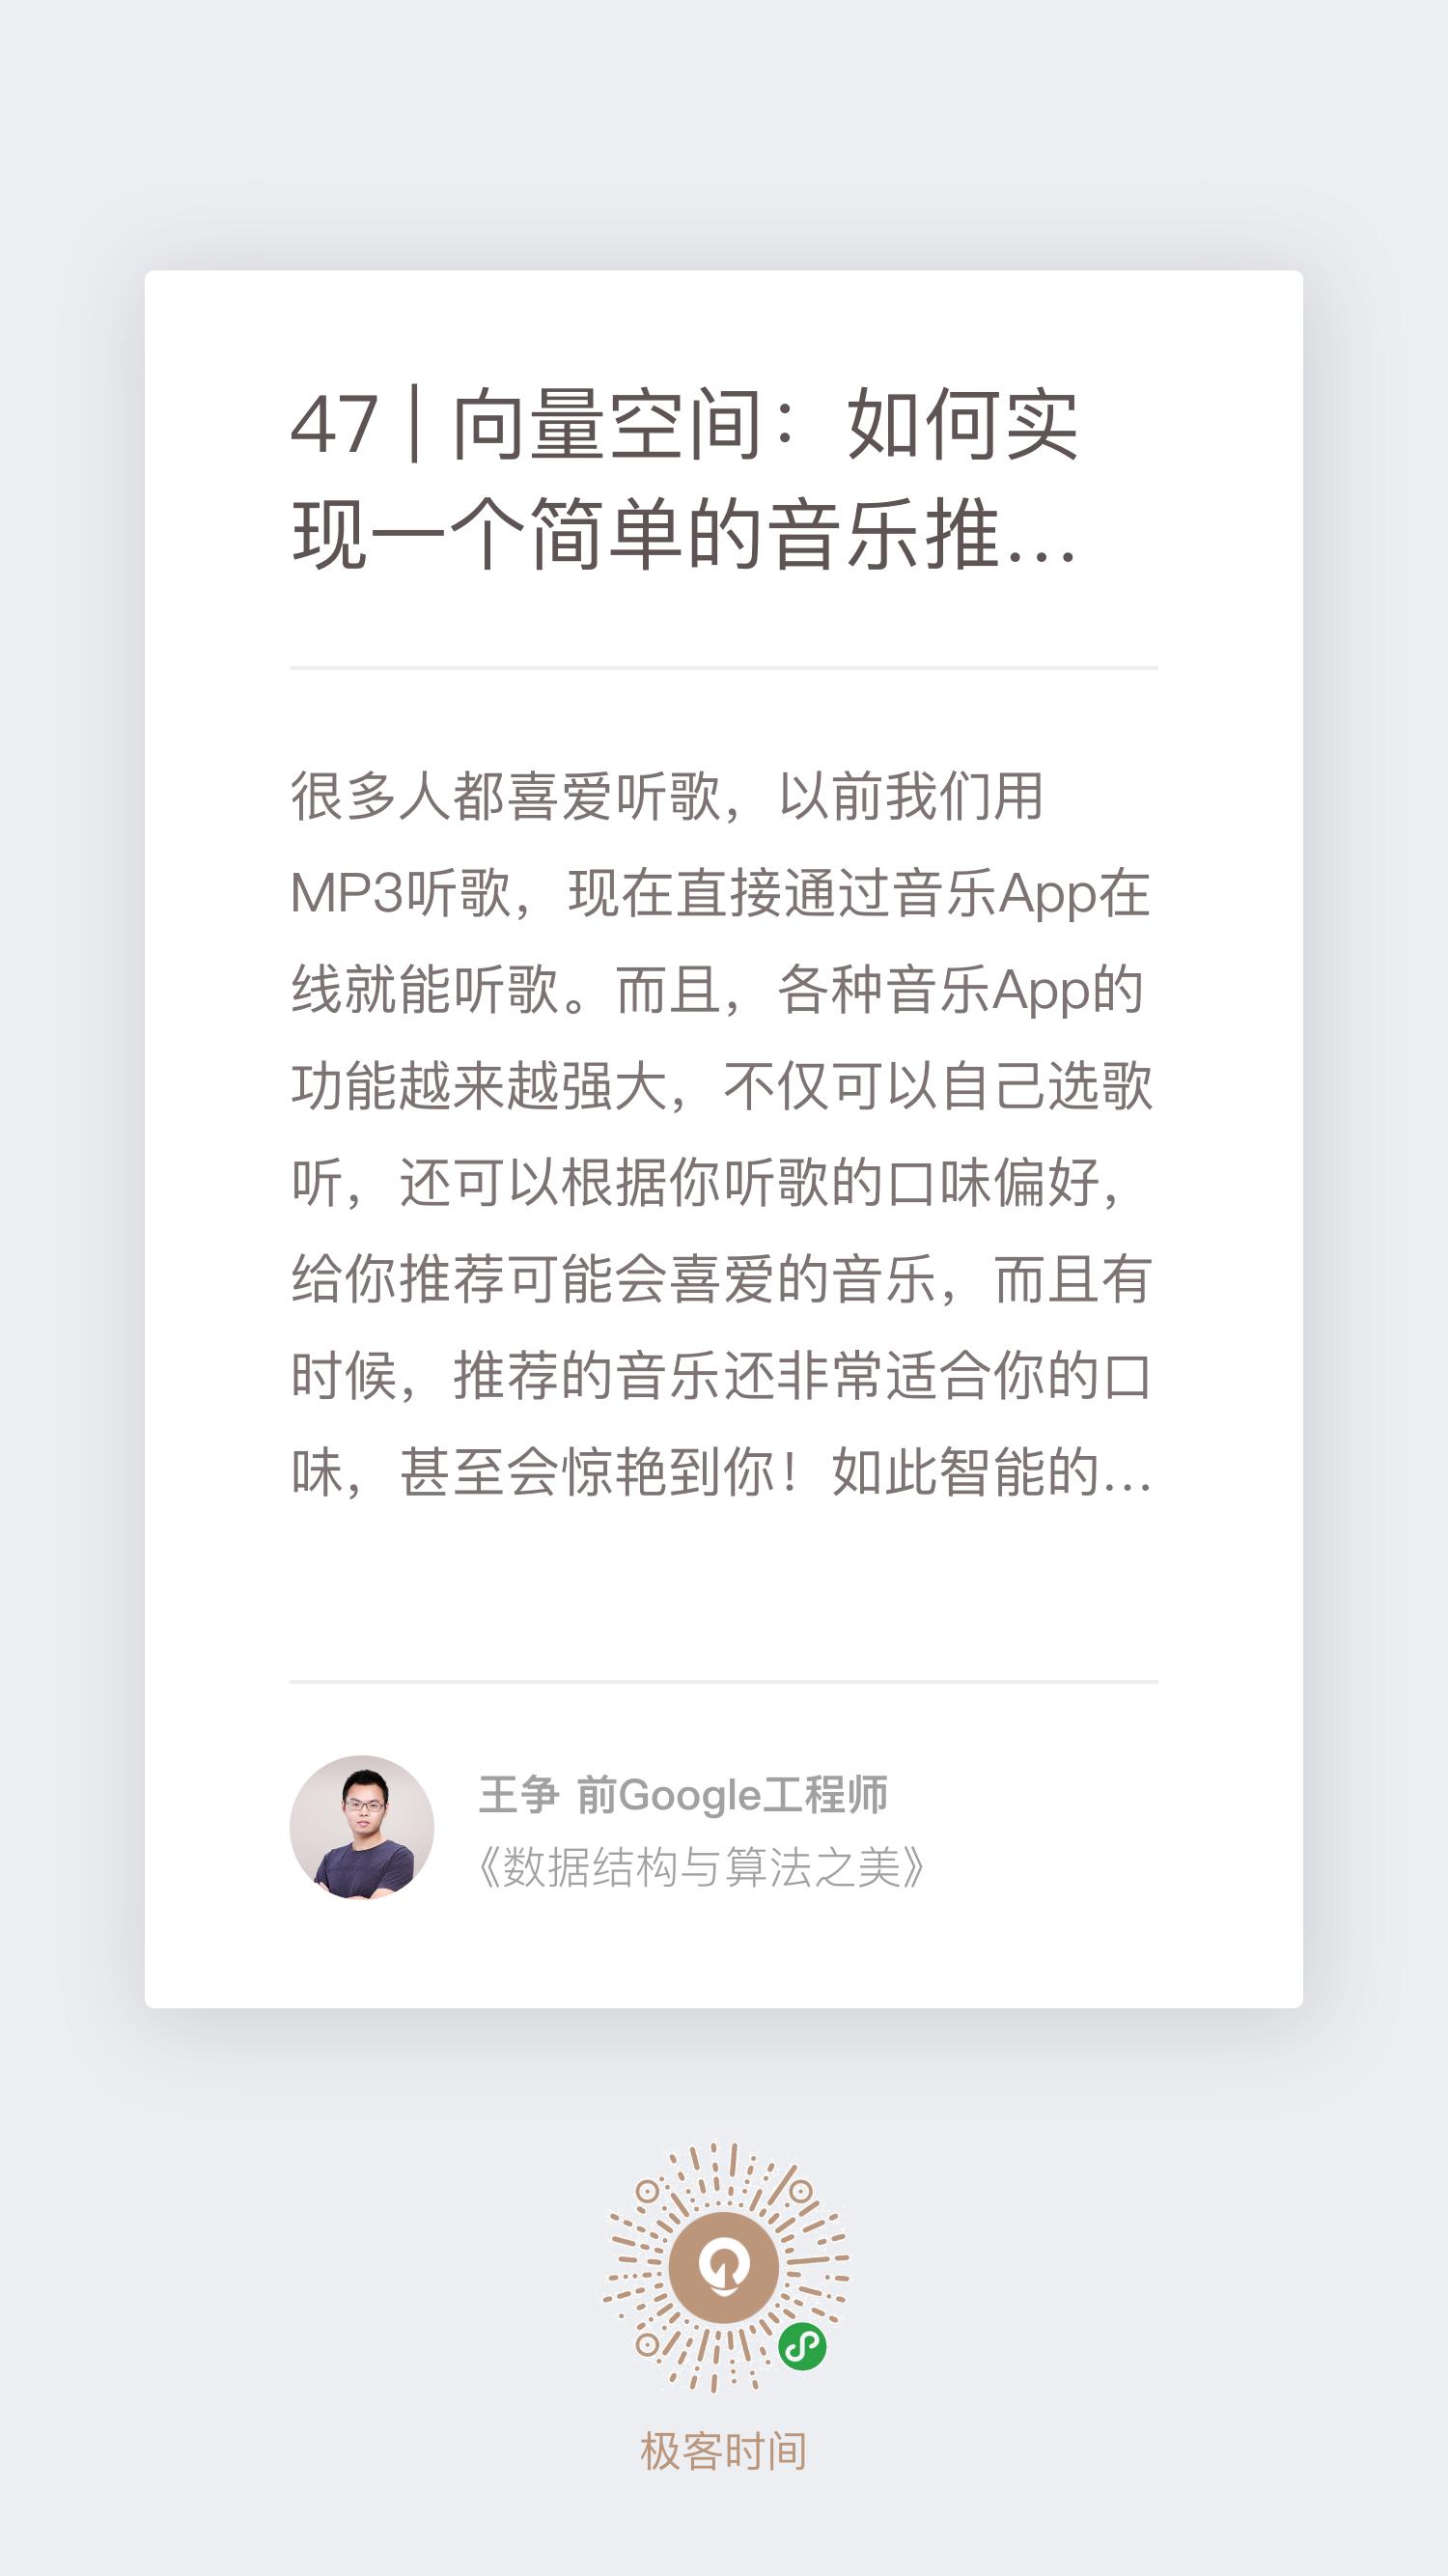 47 | 向量空间：如何实
现一个简单的音乐推...
很多人都喜爱听歌，以前我们用
MP3听歌，现在直接通过音乐App在
线就能听歌。而且，各种音乐App的
功能越来越强大，不仅可以自己选歌
听，还可以根据你听歌的口味偏好，
给你推荐可能会喜爱的音乐，而且有
时候，推荐的音乐还非常适合你的口
味，甚至会惊艳到你！如此智能的...
王争 前Google工程师
《数据结构与算法之美》
极客时间